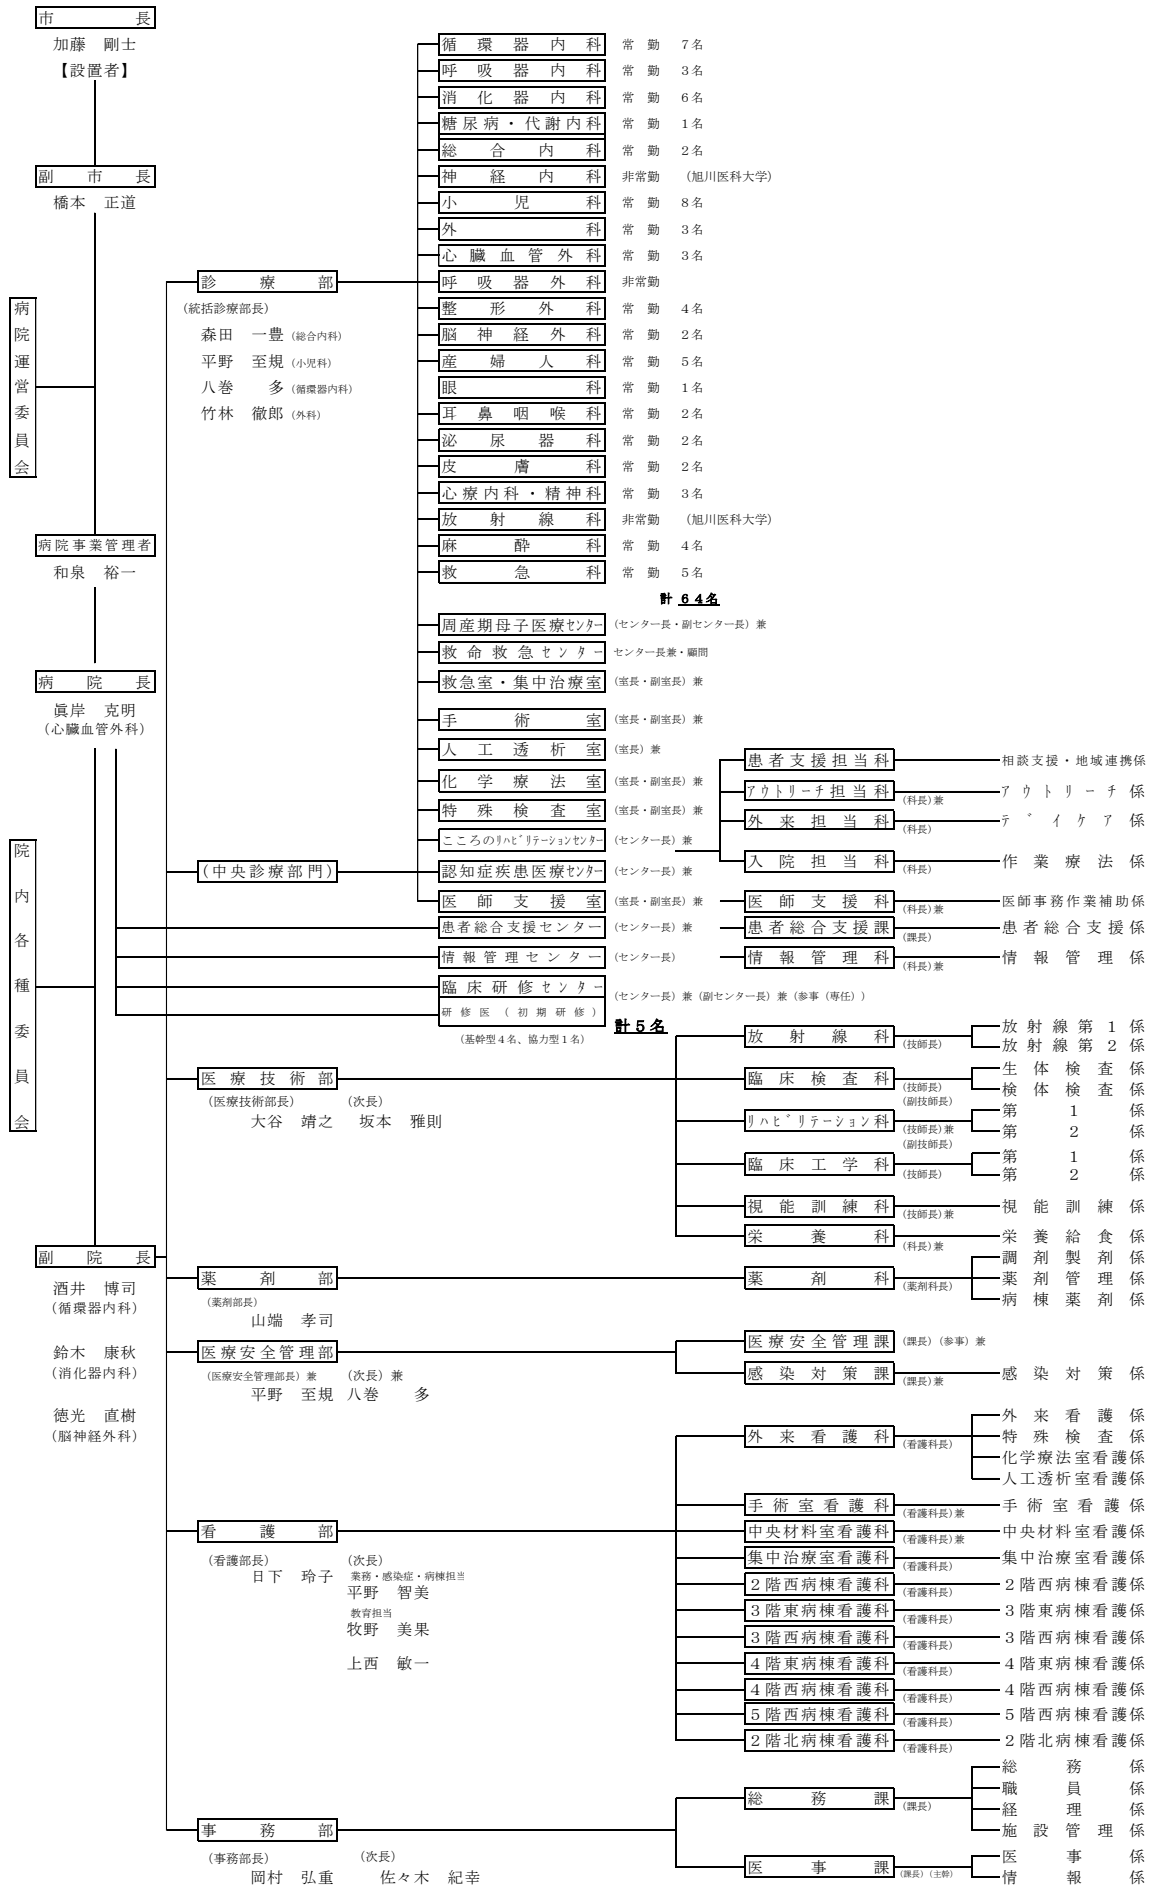 市長
加藤 剛士
【設置者】
副市長
橋本 正道
病院運営委員会
病院事業管理者
和泉 裕一
病院長
眞岸 克明
(心臓血管外科)
院内各種委員会
副院長
酒井 博司
(循環器内科)
鈴木 康秋
(消化器内科)
徳光 直樹
(脳神経外科)
診療部
(統括診療部長)
森田 一豊 (総合内科)
平野 至規 (小児科)
八巻 多 (循環器内科)
竹林 徹郎 (外科)
循環器内科 常勤 7名
呼吸器内科 常勤 3名
消化器内科 常勤 6名
糖尿病・代謝内科 常勤 1名
総合内科 常勤 2名
神経内科 非常勤 (旭川医科大学)
小児科 常勤 8名
外科 常勤 3名
心臓血管外科 常勤 3名
呼吸器外科 非常勤
整形外科 常勤 4名
脳神経外科 常勤 2名
産婦人科 常勤 5名
眼科 常勤 1名
耳鼻咽喉科 常勤 2名
泌尿器科 常勤 2名
皮膚科 常勤 2名
心療内科・精神科 常勤 3名
放射線科 非常勤 (旭川医科大学)
麻酔科 常勤 4名
救急科 常勤 5名
計 64名
(中央診療部門)
周産期母子医療センター (センター長・副センター長) 兼
救命救急センター センター長兼・顧問
救急室・集中治療室 (室長・副室長) 兼
手術室 (室長・副室長) 兼
人工透析室 (室長) 兼
化学療法室 (室長・副室長) 兼
特殊検査室 (室長・副室長) 兼
こころのリハビリテーションセンター (センター長) 兼
患者支援担当科 相談支援・地域連携係
アウトリーチ担当科 (科長)兼 アウトリーチ係
外来担当科 (科長) デイケア係
入院担当科 (科長) 作業療法係
認知症疾患医療センター (センター長) 兼
医師支援室 (室長・副室長) 兼 医師支援科 (科長)兼 医師事務作業補助係
患者総合支援センター (センター長) 兼 患者総合支援課 (課長) 患者総合支援係
情報管理センター (センター長) 情報管理科 (科長)兼 情報管理係
臨床研修センター (センター長) 兼 (副センター長) 兼 (参事 (専任) )
研修医 (初期研修) 計5名
(基幹型4名、協力型1名)
医療技術部
(医療技術部長) (次長)
大谷 靖之 坂本 雅則
放射線科 (技師長) 放射線第1係
放射線第2係
臨床検査科 (技師長) (副技師長) 生体検査係
検体検査係
リハビリテーション科 (技師長)兼 (副技師長) 第1係
第2係
臨床工学科 (技師長) 第1係
第2係
視能訓練科 (技師長)兼 視能訓練係
栄養科 (科長)兼 栄養給食係
薬剤部
(薬剤部長)
山端 孝司
薬剤科 (薬剤科長) 調剤製剤係
薬剤管理係
病棟薬剤係
医療安全管理部
(医療安全管理部長) 兼 (次長) 兼
平野 至規 八巻 多
医療安全管理課 (課長) (参事) 兼
感染対策課 (課長)兼 感染対策係
看護部
(看護部長) (次長)
日下 玲子 業務・感染症・病棟担当
平野 智美
教育担当
牧野 美果
上西 敏一
外来看護科 (看護科長) 外来看護係
特殊検査係
化学療法室看護係
人工透析室看護係
手術室看護科 (看護科長)兼 手術室看護係
中央材料室看護科 (看護科長)兼 中央材料室看護係
集中治療室看護科 (看護科長) 集中治療室看護係
2階西病棟看護科 (看護科長) 2階西病棟看護係
3階東病棟看護科 (看護科長) 3階東病棟看護係
3階西病棟看護科 (看護科長) 3階西病棟看護係
4階東病棟看護科 (看護科長) 4階東病棟看護係
4階西病棟看護科 (看護科長) 4階西病棟看護係
5階西病棟看護科 (看護科長) 5階西病棟看護係
2階北病棟看護科 (看護科長) 2階北病棟看護係
事務部
(事務部長) (次長)
岡村 弘重 佐々木 紀幸
総務課 (課長) 総務係
職員係
経理係
施設管理係
医事課 (課長) (主幹) 医事係
情報係